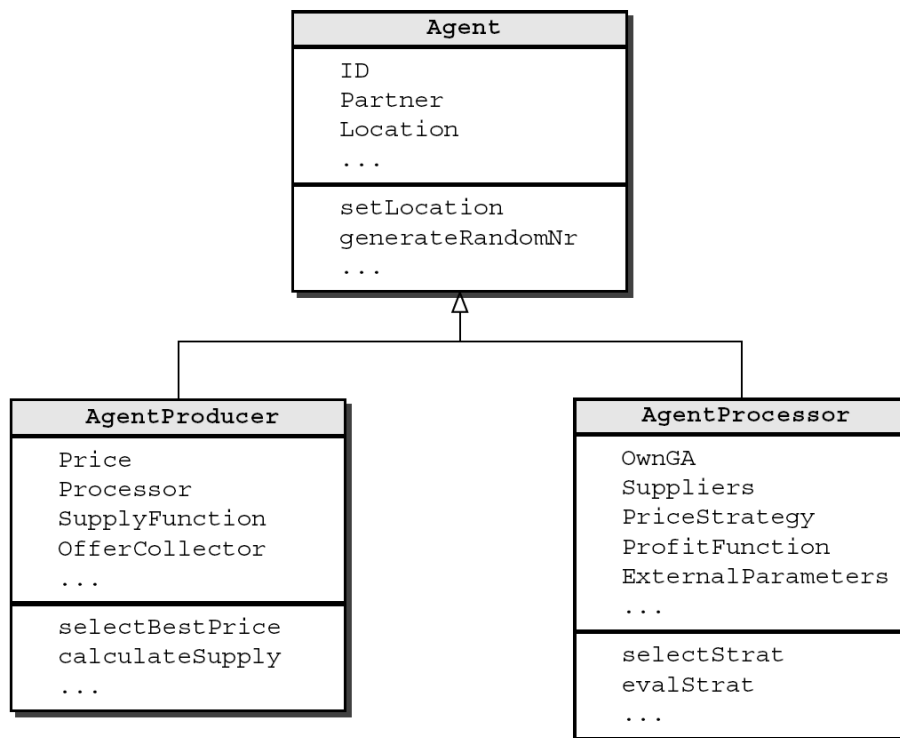 Agent
ID
Partner
Location
...
setLocation
generateRandomNr
...
AgentProducer
Price
Processor
SupplyFunction
OfferCollector
...
selectBestPrice
calculateSupply
...
AgentProcessor
OwnGA
Suppliers
PriceStrategy
ProfitFunction
ExternalParameters
...
selectStrat
evalStrat
...